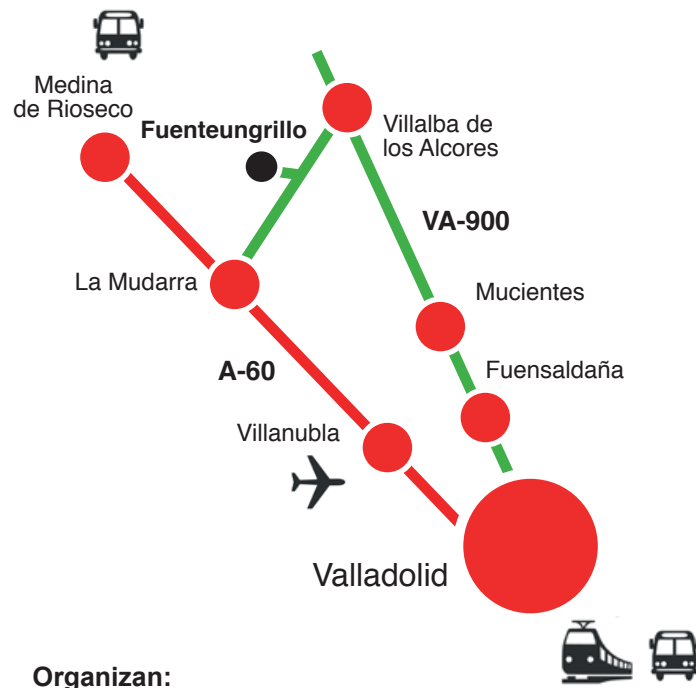 Medina
de Rioseco
Fuenteungrillo
Villalba de
los Alcores
VA-900
La Mudarra
Mucientes
A-60
Fuensaldaña
Villanubla
Valladolid
Organizan: